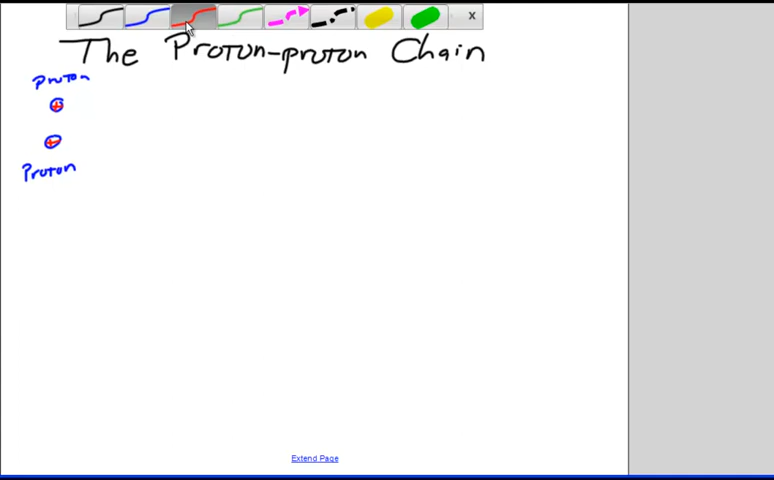 The Proton-proton Chain
proton
+
+
Proton
Extend Page